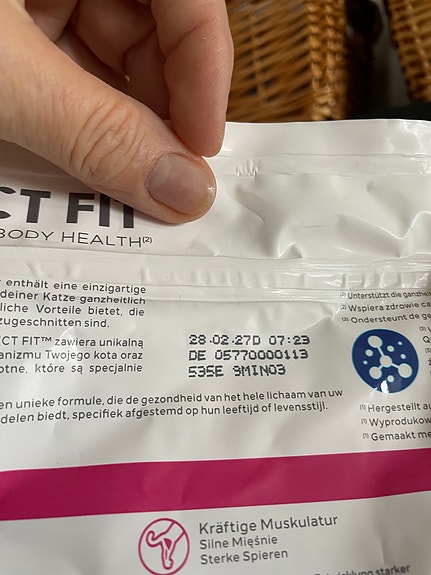 CT FIT
BODY HEALTH(2)
enthält eine einzigartige
deiner Katze ganzheitlich
liche Vorteile bietet, die
zugeschnitten sind.
CT FIT™ zawiera unikalną
anizmu Twojego kota oraz
otne, które są specjalnie
28.02.27D 07:23
DE 05770000113
535E 9MIN03
en unieke formule, die de gezondheid van het hele lichaam van uw
delen biedt, specifiek afgestemd op hun leeftijd of levensstijl.
(2) Unterstützt die ganzheit
(2) Wspiera zdrowie ca
(2) Ondersteunt de ge
(1) Hergestellt au
(1) Wyprodukow
(1) Gemaakt me
Kräftige Muskulatur
Silne Mięśnie
Sterke Spieren
starker